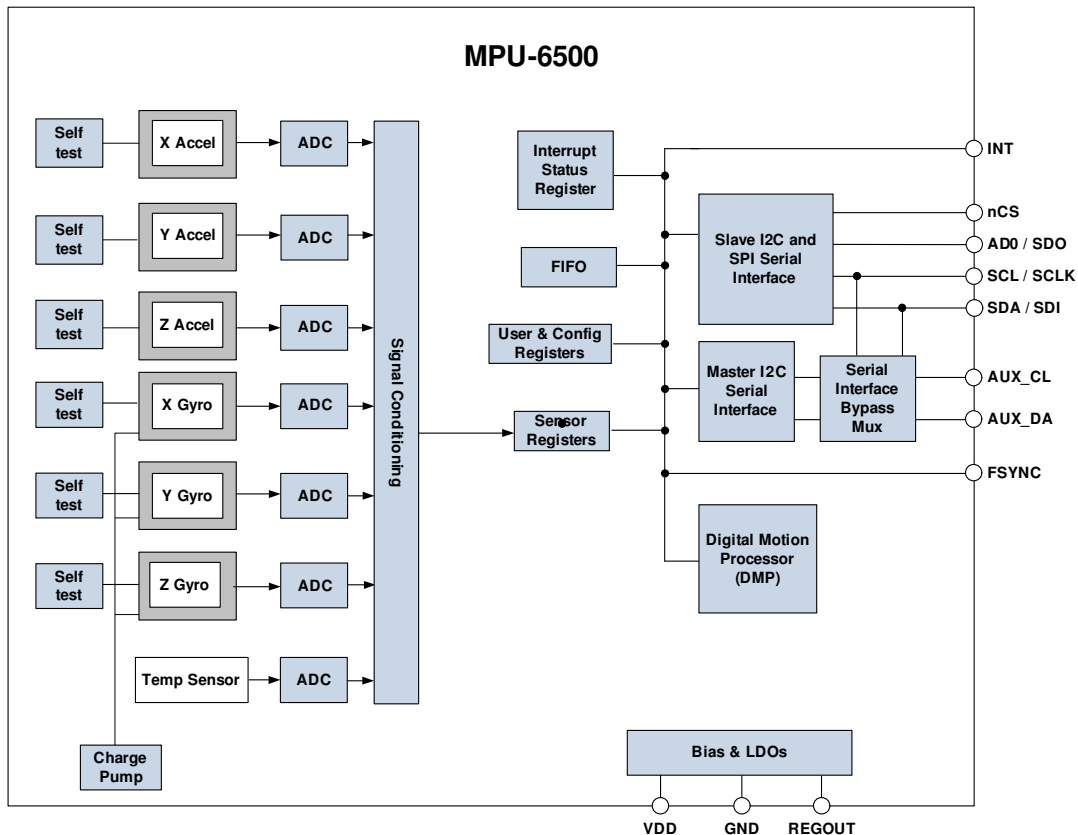 MPU-6500
Self
test
X Accel
ADC
Self
test
Y Accel
ADC
Self
test
Z Accel
ADC
Self
test
X Gyro
ADC
Self
test
Y Gyro
ADC
Self
test
Z Gyro
ADC
Temp Sensor
ADC
Charge
Pump
Signal Conditioning
Interrupt
Status
Register
FIFO
User & Config
Registers
Sensor
Registers
Slave I2C and
SPI Serial
Interface
Master I2C
Serial
Interface
Serial
Interface
Bypass
Mux
Digital Motion
Processor
(DMP)
Bias & LDOs
INT
nCS
AD0 / SDO
SCL / SCLK
SDA / SDI
AUX_CL
AUX_DA
FSYNC
VDD
GND
REGOUT